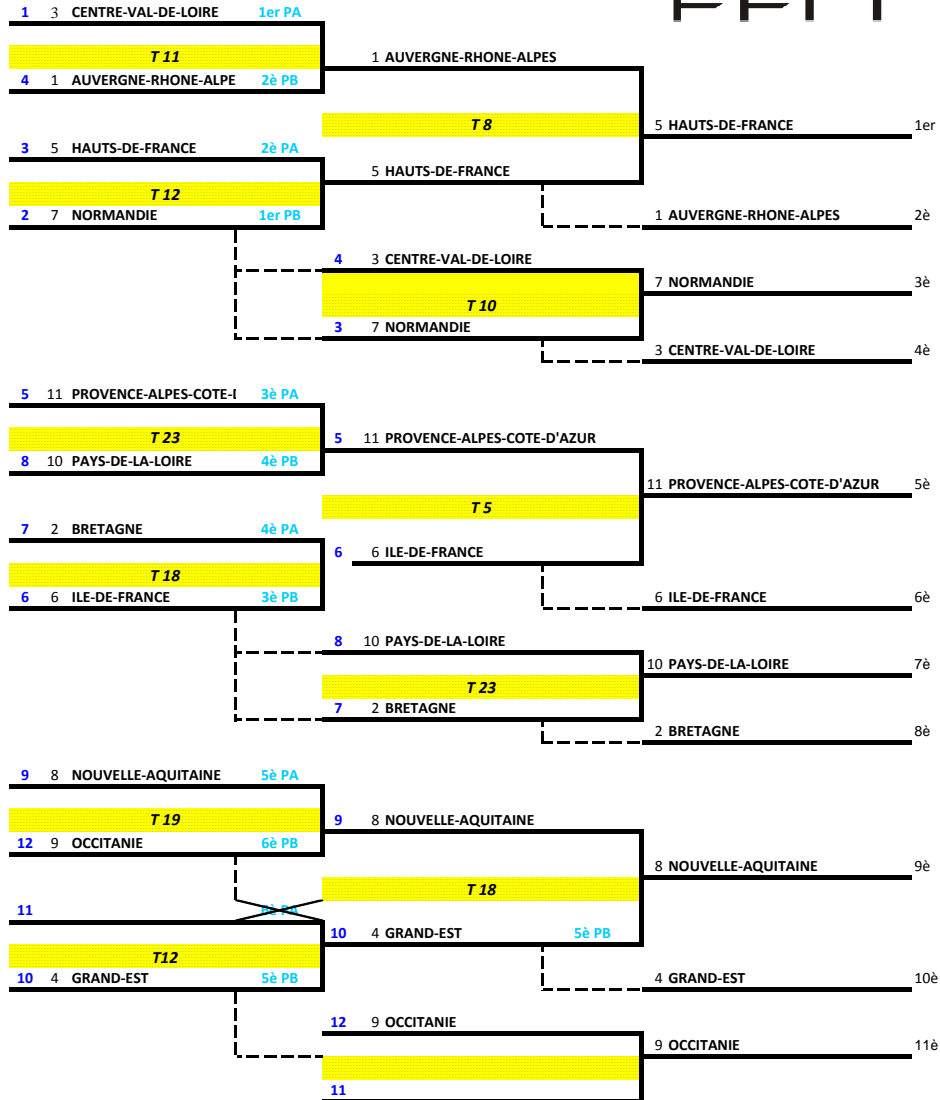 1 3 CENTRE-VAL-DE-LOIRE 1er PA
T 11
1 AUVERGNE-RHONE-ALPES
4 1 AUVERGNE-RHONE-ALPE 2è PB
T 8
5 HAUTS-DE-FRANCE 1er
3 5 HAUTS-DE-FRANCE 2è PA
5 HAUTS-DE-FRANCE
T 12
2 7 NORMANDIE 1er PB
1 AUVERGNE-RHONE-ALPES 2è
4 3 CENTRE-VAL-DE-LOIRE
7 NORMANDIE 3è
T 10
3 7 NORMANDIE
3 CENTRE-VAL-DE-LOIRE 4è
5 11 PROVENCE-ALPES-COTE- 3è PA
T 23
5 11 PROVENCE-ALPES-COTE-D'AZUR
8 10 PAYS-DE-LA-LOIRE 4è PB
11 PROVENCE-ALPES-COTE-D'AZUR 5è
T 5
7 2 BRETAGNE 4è PA
6 6 ILE-DE-FRANCE
T 18
6 6 ILE-DE-FRANCE 3è PB
6 ILE-DE-FRANCE 6è
8 10 PAYS-DE-LA-LOIRE
10 PAYS-DE-LA-LOIRE 7è
T 23
7 2 BRETAGNE
2 BRETAGNE 8è
9 8 NOUVELLE-AQUITAINE 5è PA
T 19
9 8 NOUVELLE-AQUITAINE
12 9 OCCITANIE 6è PB
8 NOUVELLE-AQUITAINE 9è
T 18
11 6è PA
10 4 GRAND-EST 5è PB
T12
10 4 GRAND-EST 5è PB
4 GRAND-EST 10è
12 9 OCCITANIE
9 OCCITANIE 11è
11